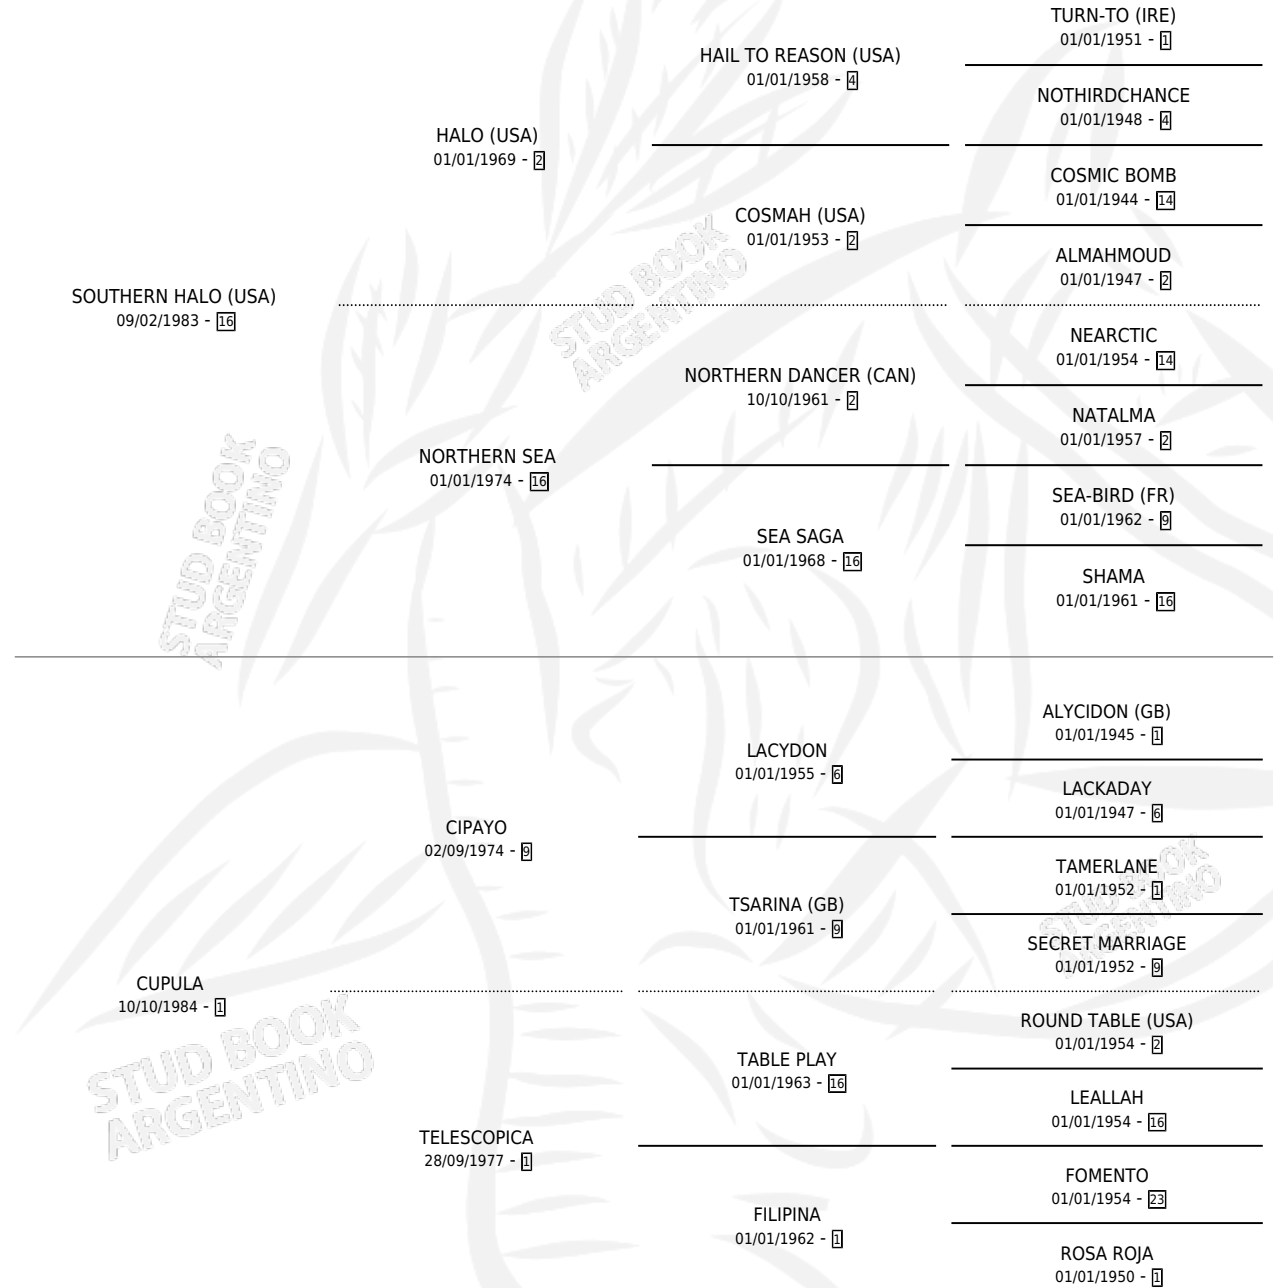 TURN-TO (IRE)
01/01/1951 - 1
HAIL TO REASON (USA)
01/01/1958 - 4
NOTHIRDCHANCE
01/01/1948 - 4
HALO (USA)
01/01/1969 - 2
COSMIC BOMB
01/01/1944 - 14
COSMAH (USA)
01/01/1953 - 2
ALMAHMOUD
01/01/1947 - 2
SOUTHERN HALO (USA)
09/02/1983 - 16
NEARCTIC
01/01/1954 - 14
NORTHERN DANCER (CAN)
10/10/1961 - 2
NATALMA
01/01/1957 - 2
NORTHERN SEA
01/01/1974 - 16
SEA-BIRD (FR)
01/01/1962 - 9
SEA SAGA
01/01/1968 - 16
SHAMA
01/01/1961 - 16
STUD BOOK
ARGENTINO
STUD BOOK
ARGENTINO
ALYCIDON (GB)
01/01/1945 - 1
LACYDON
01/01/1955 - 6
LACKADAY
01/01/1947 - 6
CIPAYO
02/09/1974 - 9
TAMERLANE
01/01/1952 - 1
TSARINA (GB)
01/01/1961 - 9
SECRET MARRIAGE
01/01/1952 - 9
CUPULA
10/10/1984 - 1
ROUND TABLE (USA)
01/01/1954 - 2
TABLE PLAY
01/01/1963 - 16
LEALLAH
01/01/1954 - 16
TELESCOPICA
28/09/1977 - 1
FOMENTO
01/01/1954 - 23
FILIPINA
01/01/1962 - 1
ROSA ROJA
01/01/1950 - 1
STUD BOOK
ARGENTINO
STUD BOOK
ARGENTINO